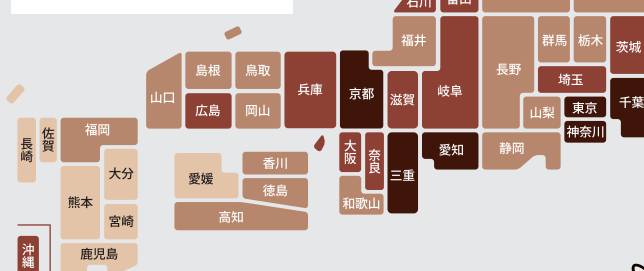 石川
富山
福井
群馬
栃木
茨城
島根
鳥取
兵庫
京都
滋賀
岐阜
長野
埼玉
山口
広島
岡山
山梨
東京
千葉
神奈川
長崎
佐賀
福岡
大阪
奈良
三重
愛知
静岡
香川
大分
愛媛
徳島
熊本
和歌山
高知
宮崎
鹿児島
沖縄